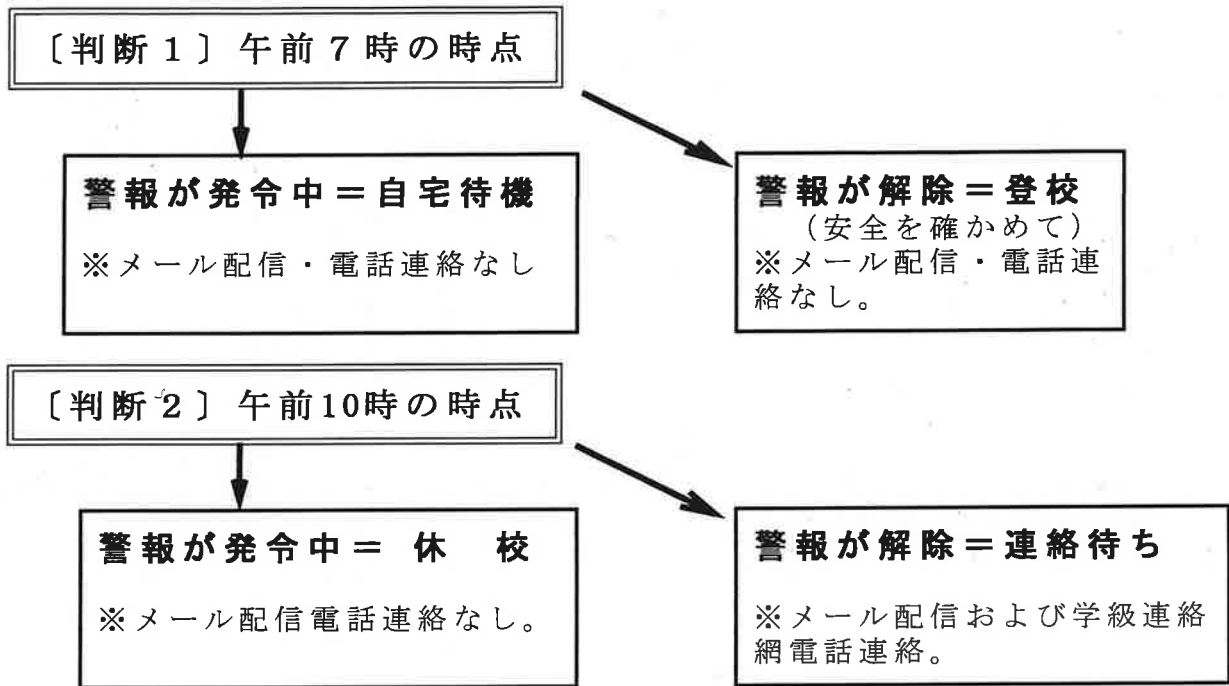 〔判断１〕午前７時の時点
警報が発令中＝自宅待機
※メール配信・電話連絡なし
警報が解除＝登校
（安全を確かめて）
※メール配信・電話連
絡なし。
〔判断２〕午前10時の時点
警報が発令中＝ 休　校
※メール配信電話連絡なし。
警報が解除＝連絡待ち
※メール配信および学級連絡
網電話連絡。